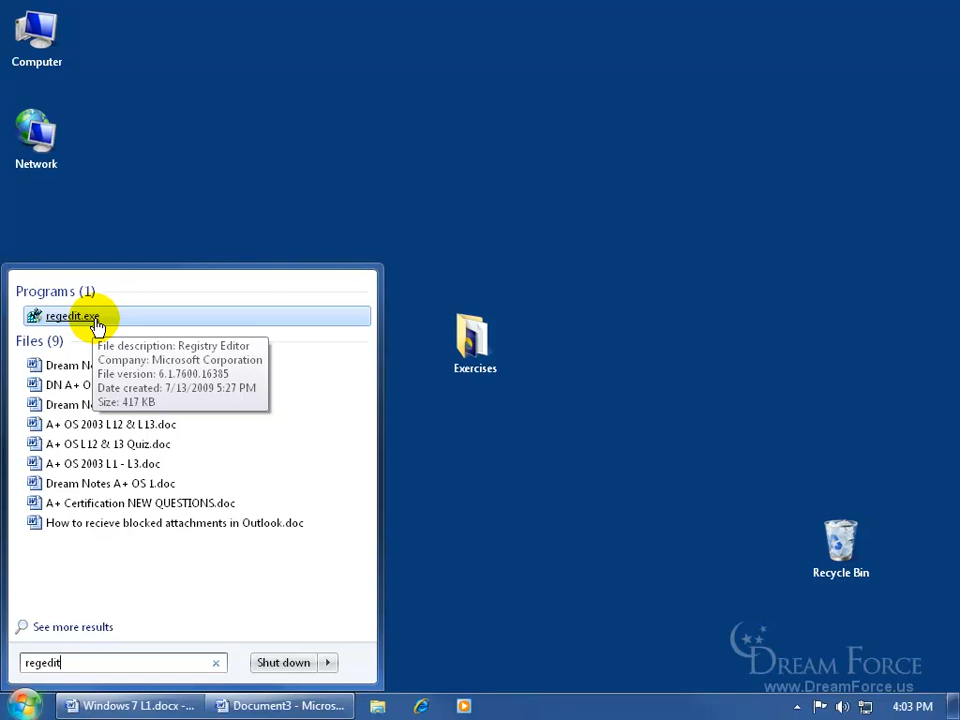 Computer
Network
Programs (1)
regedit.exe
Files (9)
File description: Registry Editor
Company: Microsoft Corporation
File version: 6.1.7600.16385
Date created: 7/13/2009 5:27 PM
Size: 417 KB
Dream
DN A+ O
Dream
A+ OS 2003 L12 & L13.doc
A+ OS L12 & 13 Quiz.doc
A+ OS 2003 L1 - L3.doc
Dream Notes A+ OS 1.doc
A+ Certification NEW QUESTIONS.doc
How to recieve blocked attachments in Outlook.doc
See more results
regedit
Shut down
Exercises
Recycle Bin
DREAM FORCE
www.DreamForce.us
Windows 7 L1.docx -...
Document3 - Micros...
4:03 PM